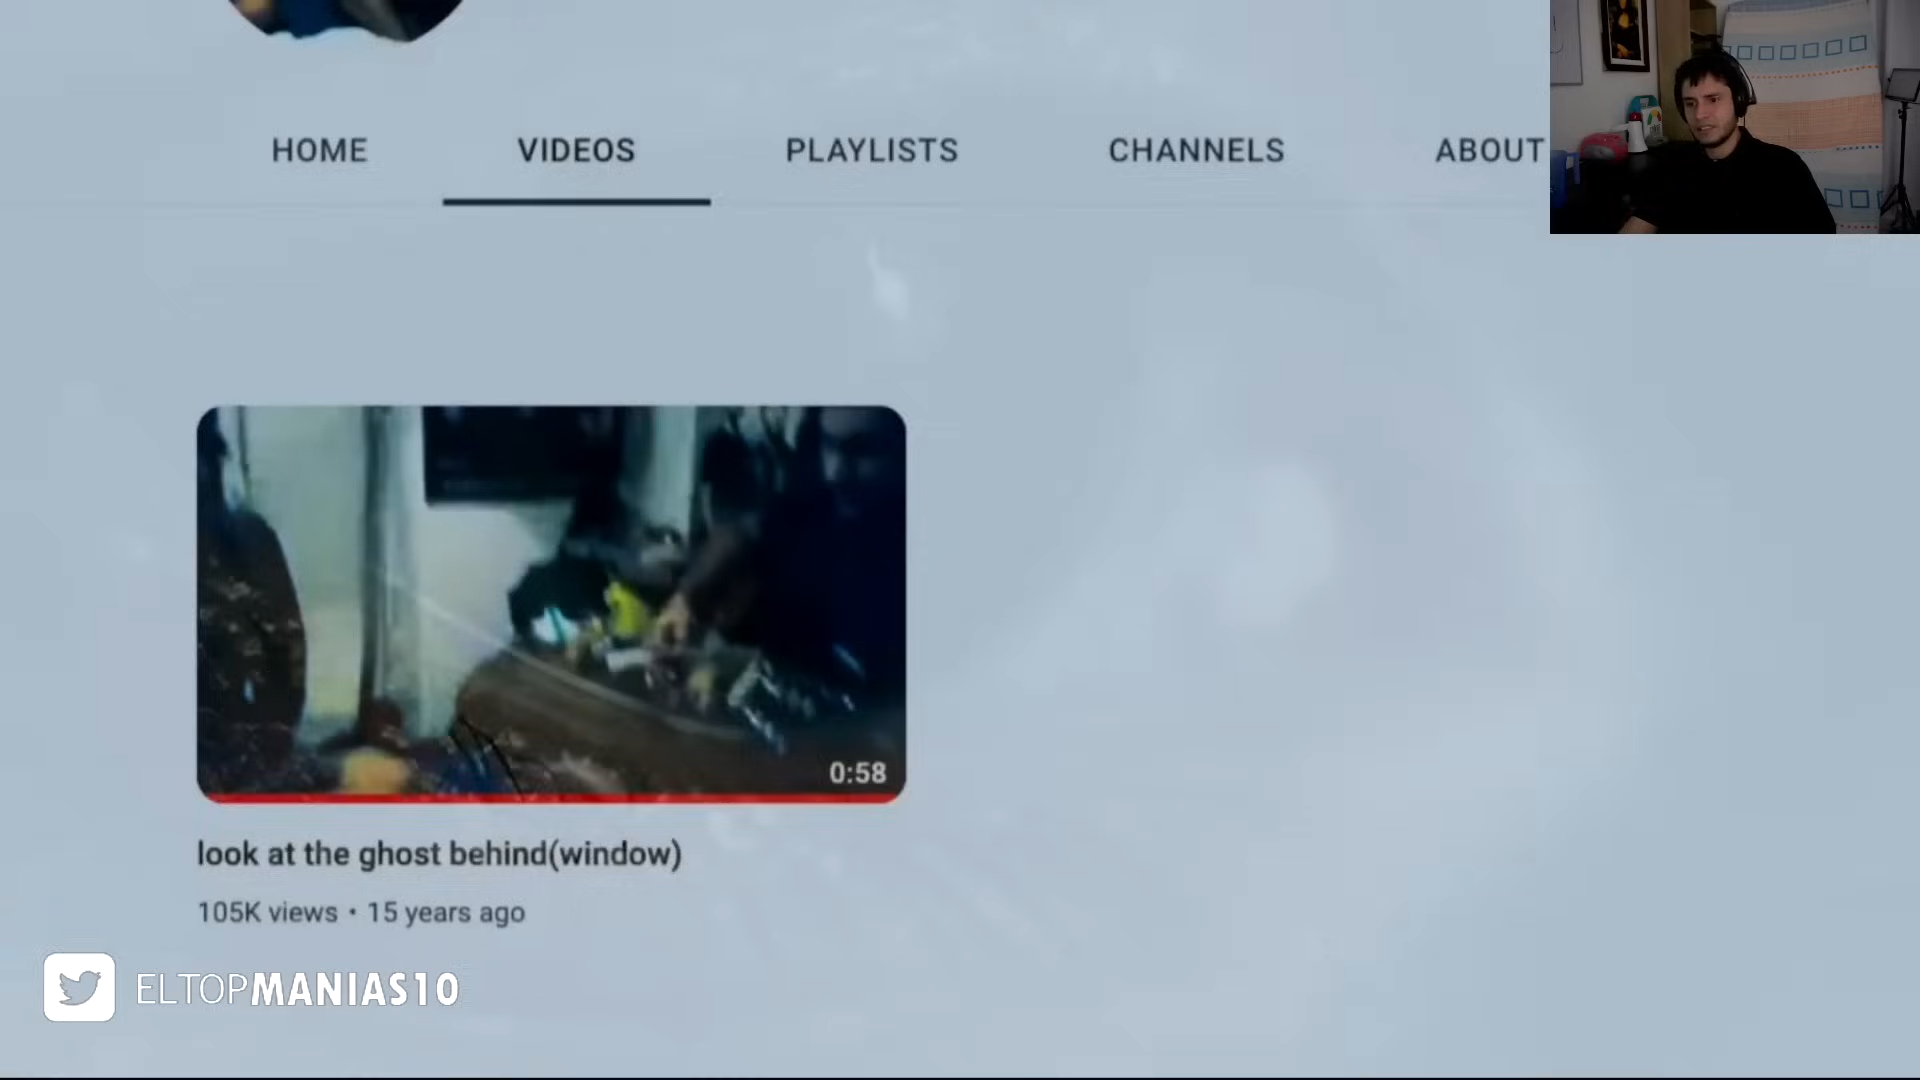 HOME VIDEOS PLAYLISTS CHANNELS ABOUT
0:58
look at the ghost behind(window)
105K views • 15 years ago
ELTOPMANIAS10